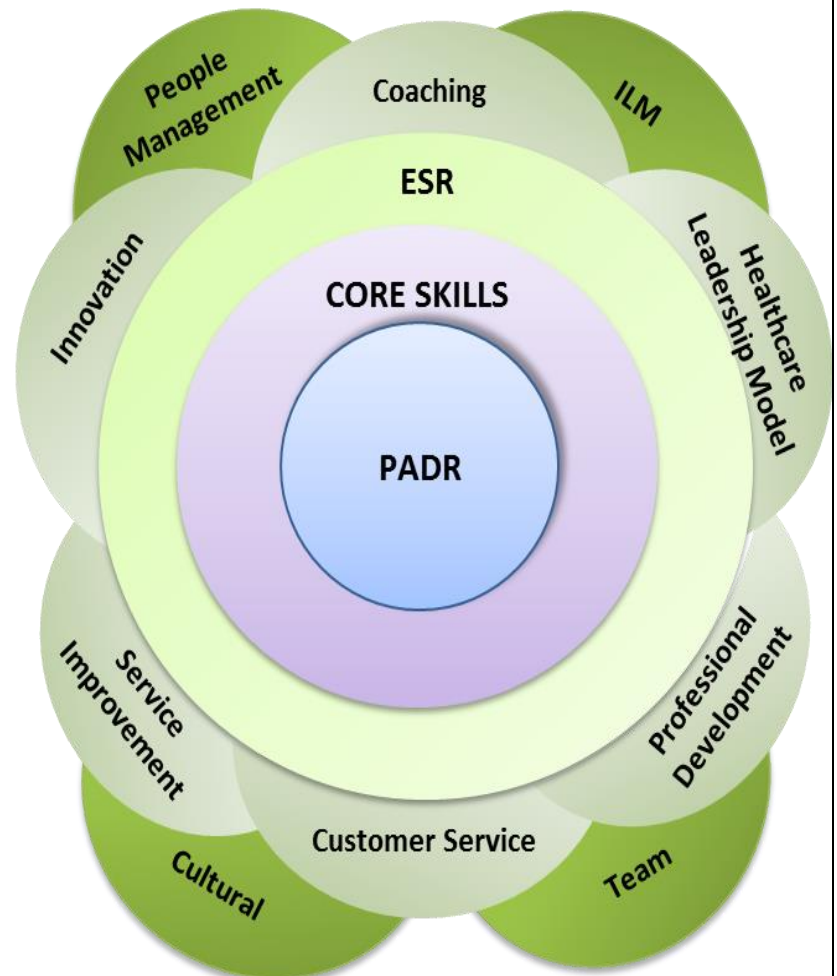 People
Management
Coaching
ILM
ESR
Innovation
CORE SKILLS
Healthcare
Leadership Model
PADR
Service
Improvement
Professional
Development
Customer Service
Cultural
Team